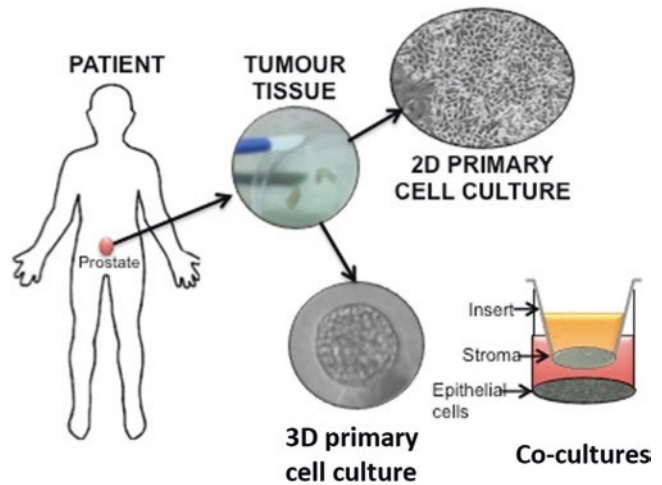 PATIENT
TUMOUR
TISSUE
2D PRIMARY
CELL CULTURE
Prostate
Insert
Stroma
Epithelial
cells
3D primary
cell culture
Co-cultures